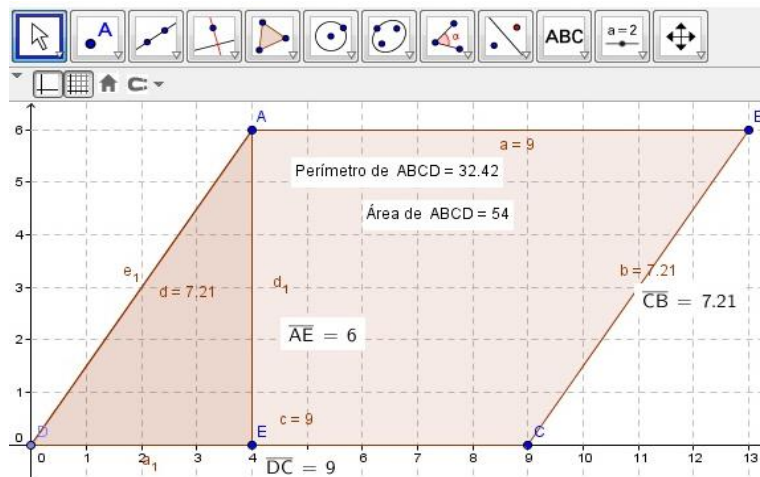 A
α
ABC
a = 2
A
B
6
a = 9
Perímetro de ABCD = 32.42
5
Área de ABCD = 54
4
e₁
d = 7.21
d₁
b = 7.21
3
CB = 7.21
2
AE = 6
1
c = 9
0
D
E
C
0 1 2 3 4 5 6 7 8 9 10 11 12 13
a₁
DC = 9